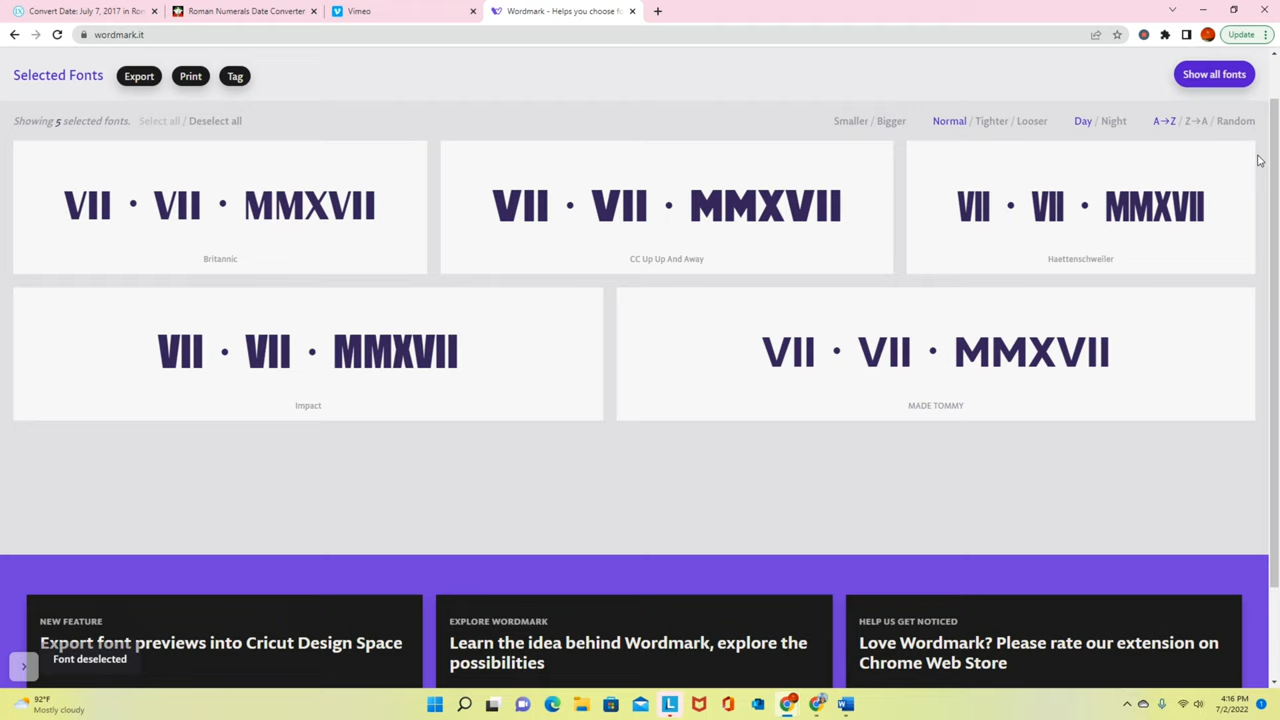 Convert Date: July 7, 2017 in Ror
Roman Numerals Date Converter
Vimeo
Wordmark - Helps you choose fo
wordmark.it
Update
Selected Fonts
Export
Print
Tag
Show all fonts
Showing 5 selected fonts. Select all / Deselect all
Smaller / Bigger
Normal / Tighter / Looser
Day / Night
A→Z / Z→A / Random
VII · VII · MMXVII
Britannic
VII · VII · MMXVII
CC Up Up And Away
VII · VII · MMXVII
Haettenschweiler
VII · VII · MMXVII
Impact
VII · VII · MMXVII
MADE TOMMY
NEW FEATURE
Export font previews into Cricut Design Space
EXPLORE WORDMARK
Learn the idea behind Wordmark, explore the
possibilities
HELP US GET NOTICED
Love Wordmark? Please rate our extension on
Chrome Web Store
Font deselected
92°F
Mostly cloudy
4:16 PM
7/2/2022